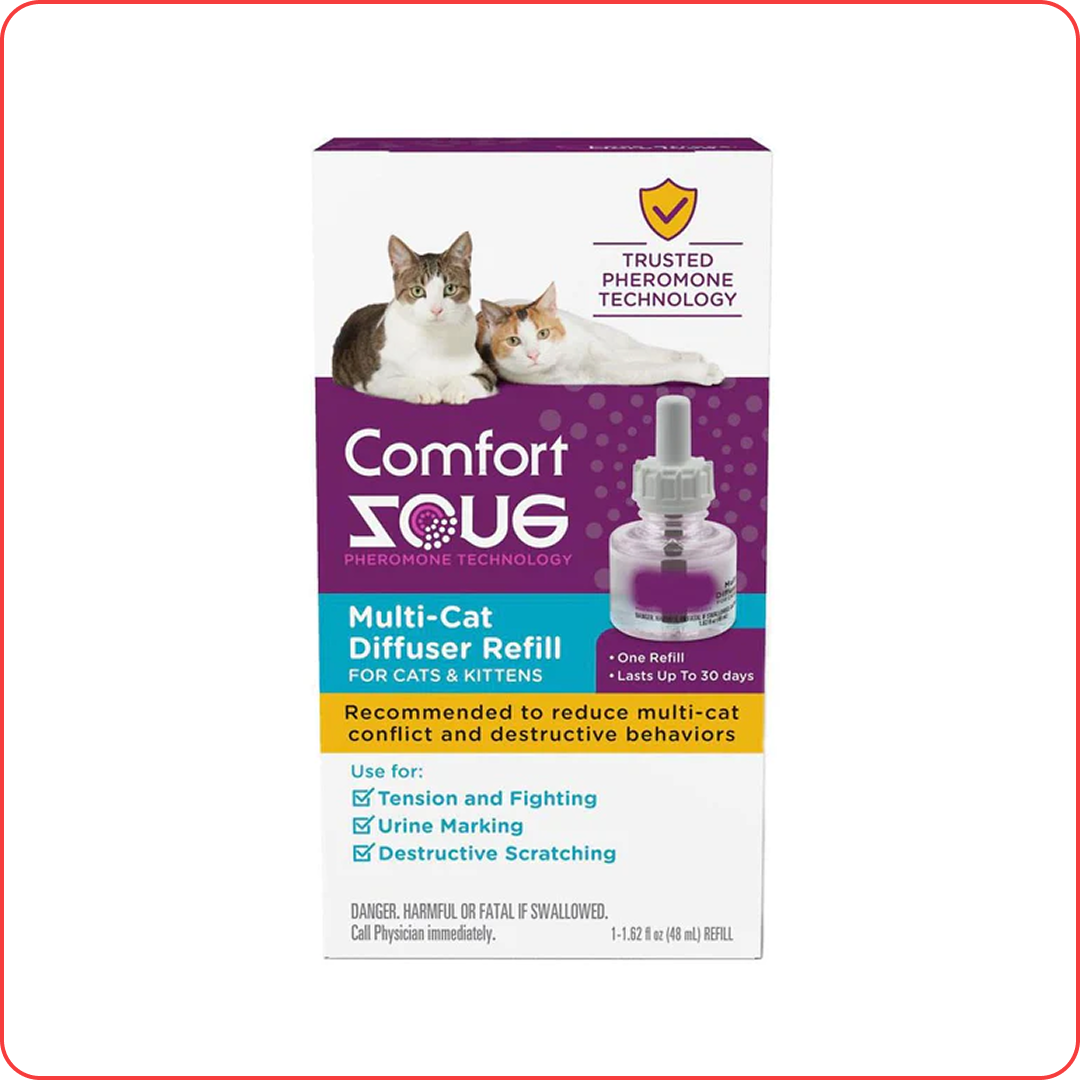 TRUSTED
PHEROMONE
TECHNOLOGY
Comfort
ZOUG
PHEROMONE TECHNOLOGY
Multi-Cat
Diffuser Refill
FOR CATS & KITTENS
• One Refill
• Lasts Up To 30 days
Recommended to reduce multi-cat
conflict and destructive behaviors
Use for:
Tension and Fighting
Urine Marking
Destructive Scratching
DANGER. HARMFUL OR FATAL IF SWALLOWED.
Call Physician immediately.
1-1.62 fl oz (48 mL) REFILL